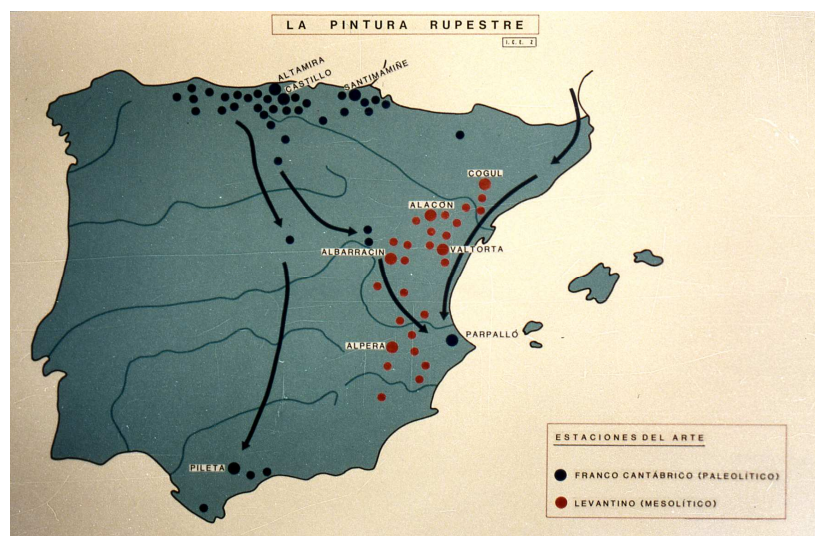 LA PINTURA RUPESTRE
I.C.E. Z
ALTAMIRA
CASTILLO
SANTIMAMIÑE
COGUL
ALACÓN
ALBARRACIN
VALTORTA
PARPALLÓ
ALPERA
PILETA
ESTACIONES DEL ARTE
FRANCO CANTÁBRICO (PALEOLÍTICO)
LEVANTINO (MESOLÍTICO)